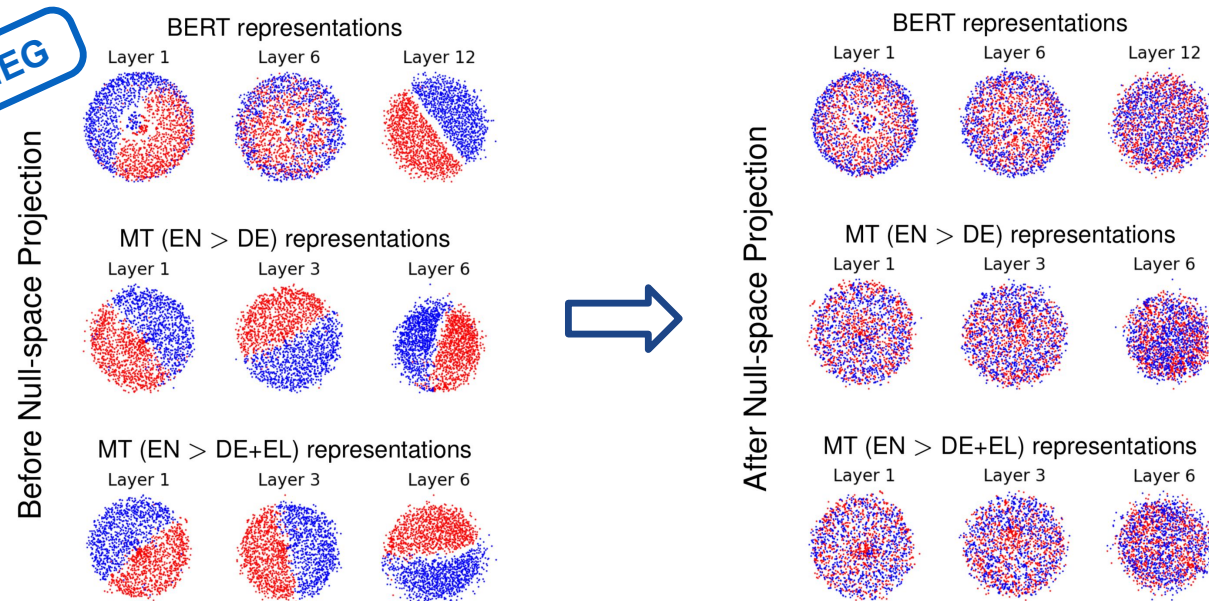 EG
Before Null-space Projection
BERT representations
Layer 1 Layer 6 Layer 12
MT (EN > DE) representations
Layer 1 Layer 3 Layer 6
MT (EN > DE+EL) representations
Layer 1 Layer 3 Layer 6
After Null-space Projection
BERT representations
Layer 1 Layer 6 Layer 12
MT (EN > DE) representations
Layer 1 Layer 3 Layer 6
MT (EN > DE+EL) representations
Layer 1 Layer 3 Layer 6